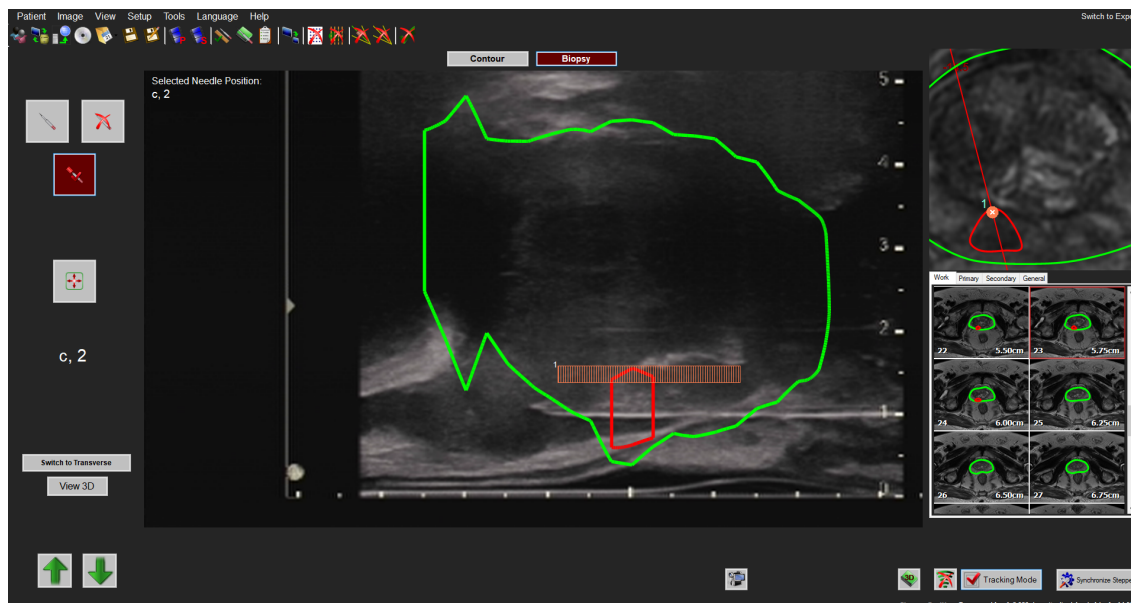 Patient Image View Setup Tools Language Help
Switch to Expe
Contour Biopsy
Selected Needle Position:
c, 2
5
4
3
2
1
0
1
1
c, 2
Switch to Transverse
View 3D
Work Primary Secondary General
22 5.50cm 23 5.75cm
24 6.00cm 25 6.25cm
26 6.50cm 27 6.75cm
3D
Tracking Mode
Synchronize Steppe